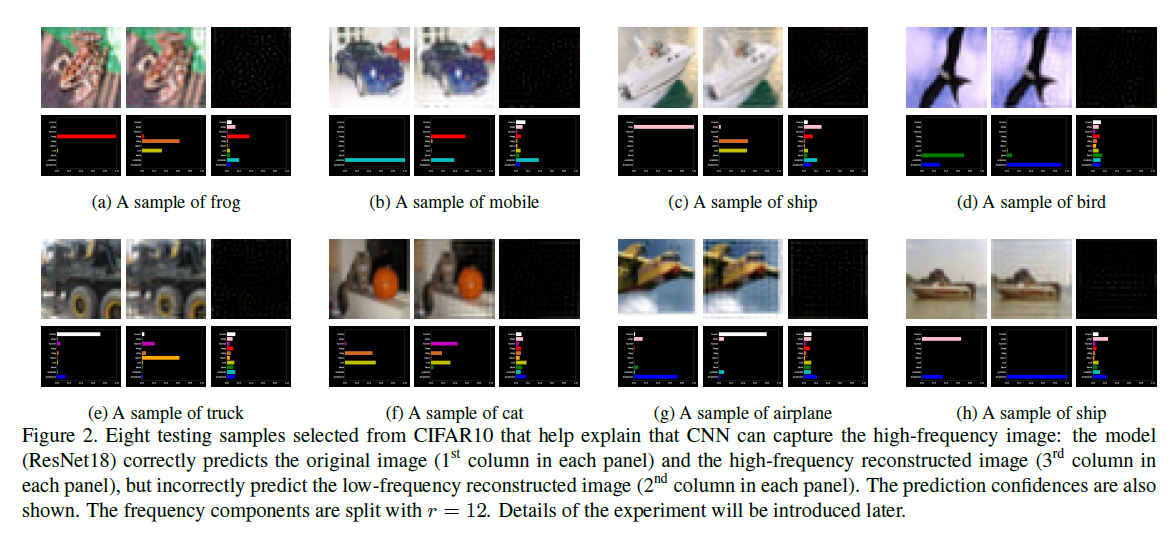 (a) A sample of frog
(b) A sample of mobile
(c) A sample of ship
(d) A sample of bird
(e) A sample of truck
(f) A sample of cat
(g) A sample of airplane
(h) A sample of ship
Figure 2. Eight testing samples selected from CIFAR10 that help explain that CNN can capture the high-frequency image: the model
(ResNet18) correctly predicts the original image (1st column in each panel) and the high-frequency reconstructed image (3rd column in
each panel), but incorrectly predict the low-frequency reconstructed image (2nd column in each panel). The prediction confidences are also
shown. The frequency components are split with r = 12. Details of the experiment will be introduced later.